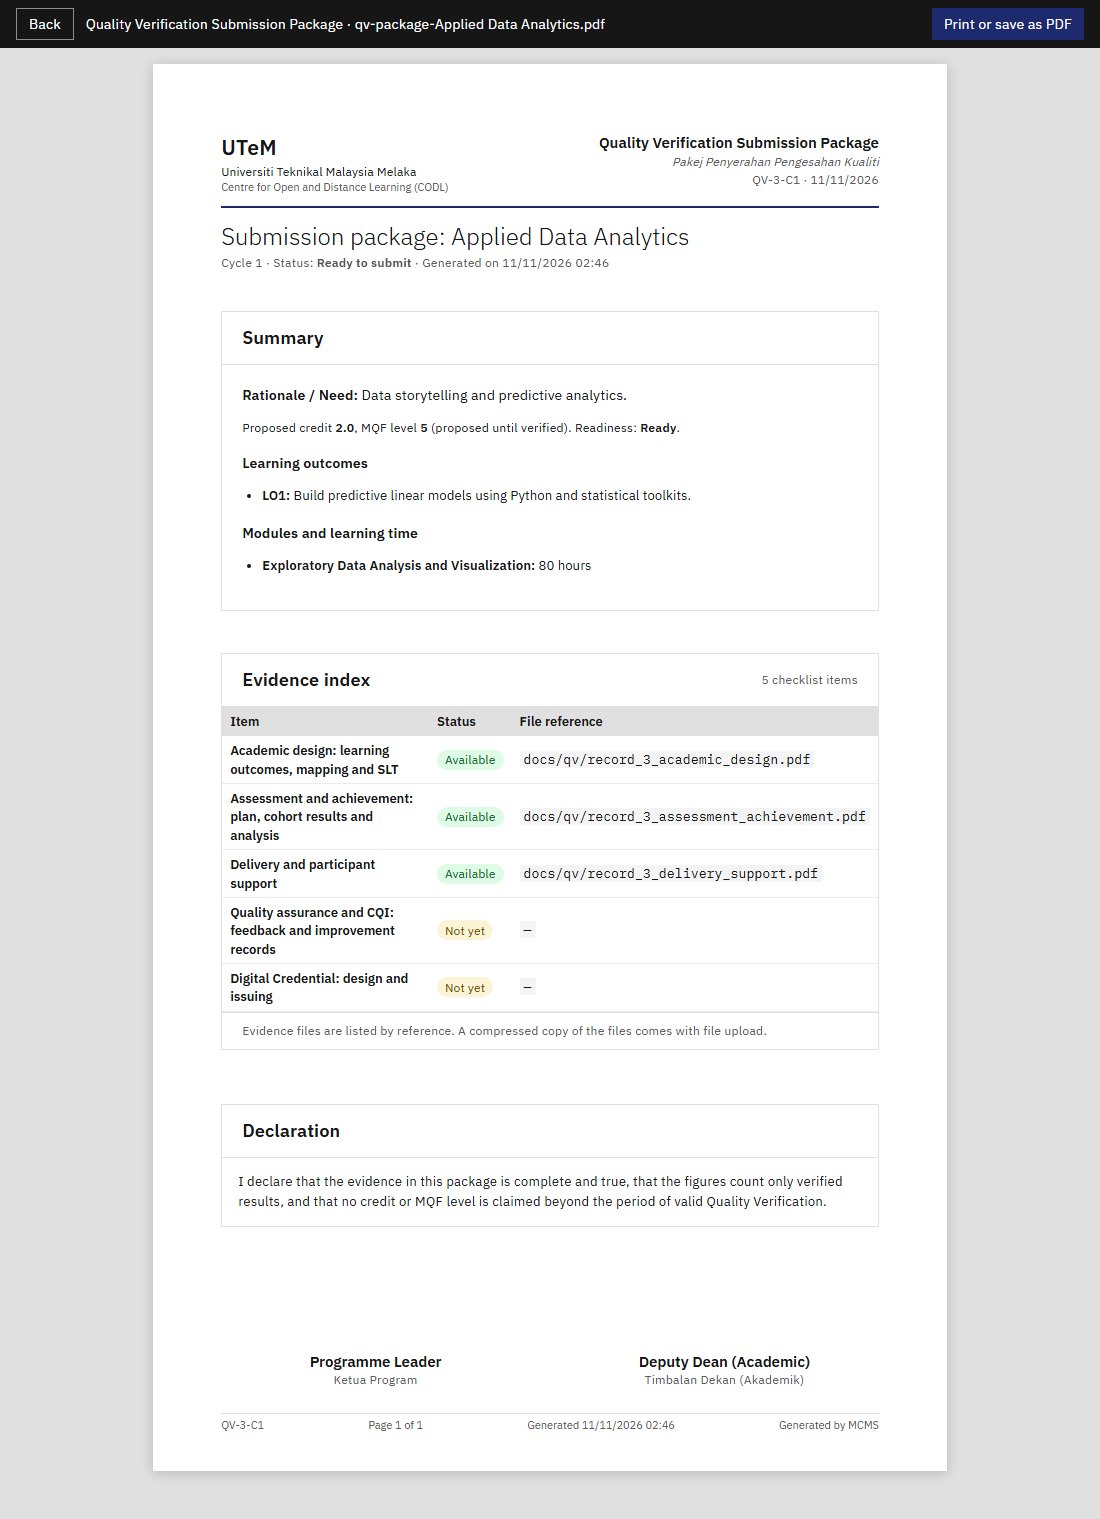 Back
Quality Verification Submission Package · qv-package-Applied Data Analytics.pdf
Print or save as PDF
UTeM
Universiti Teknikal Malaysia Melaka
Centre for Open and Distance Learning (CODL)
Quality Verification Submission Package
Pakej Penyerahan Pengesahan Kualiti
QV-3-C1 · 11/11/2026
Submission package: Applied Data Analytics
Cycle 1 · Status: Ready to submit · Generated on 11/11/2026 02:46
Summary
Rationale / Need: Data storytelling and predictive analytics.
Proposed credit 2.0, MQF level 5 (proposed until verified). Readiness: Ready.
Learning outcomes
• LO1: Build predictive linear models using Python and statistical toolkits.
Modules and learning time
• Exploratory Data Analysis and Visualization: 80 hours
Evidence index
5 checklist items
Item Status File reference
Academic design: learning
outcomes, mapping and SLT
Available
docs/qv/record_3_academic_design.pdf
Assessment and achievement:
plan, cohort results and
analysis
Available
docs/qv/record_3_assessment_achievement.pdf
Delivery and participant
support
Available
docs/qv/record_3_delivery_support.pdf
Quality assurance and CQI:
feedback and improvement
records
Not yet
—
Digital Credential: design and
issuing
Not yet
—
Evidence files are listed by reference. A compressed copy of the files comes with file upload.
Declaration
I declare that the evidence in this package is complete and true, that the figures count only verified
results, and that no credit or MQF level is claimed beyond the period of valid Quality Verification.
Programme Leader
Ketua Program
Deputy Dean (Academic)
Timbalan Dekan (Akademik)
QV-3-C1 Page 1 of 1 Generated 11/11/2026 02:46 Generated by MCMS